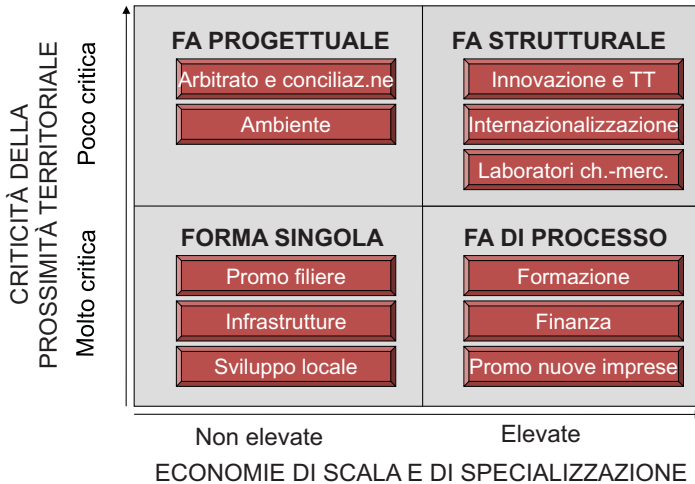 CRITICITÀ DELLA
PROSSIMITÀ TERRITORIALE
Poco critica
Molto critica
FA PROGETTUALE
Arbitrato e conciliaz.ne
Ambiente
FA STRUTTURALE
Innovazione e TT
Internazionalizzazione
Laboratori ch.-merc.
FORMA SINGOLA
Promo filiere
Infrastrutture
Sviluppo locale
FA DI PROCESSO
Formazione
Finanza
Promo nuove imprese
Non elevate
Elevate
ECONOMIE DI SCALA E DI SPECIALIZZAZIONE